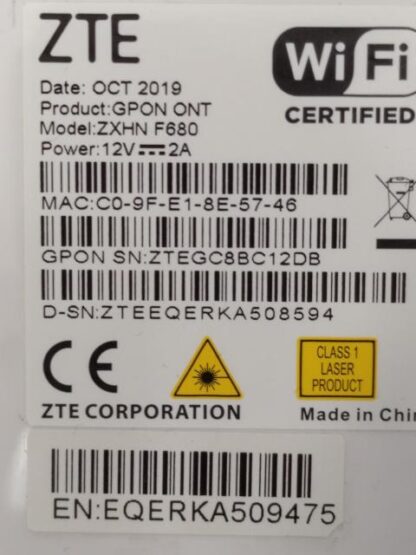 ZTE
WiFi
CERTIFIED
Date: OCT 2019
Product:GPON ONT
Model:ZXHN F680
Power:12V⎓2A
MAC:C0-9F-E1-8E-57-46
GPON SN:ZTEGC8BC12DB
D-SN:ZTEEQERKA508594
CE
CLASS 1
LASER
PRODUCT
ZTE CORPORATION
Made in Chin
EN:EQERKA509475